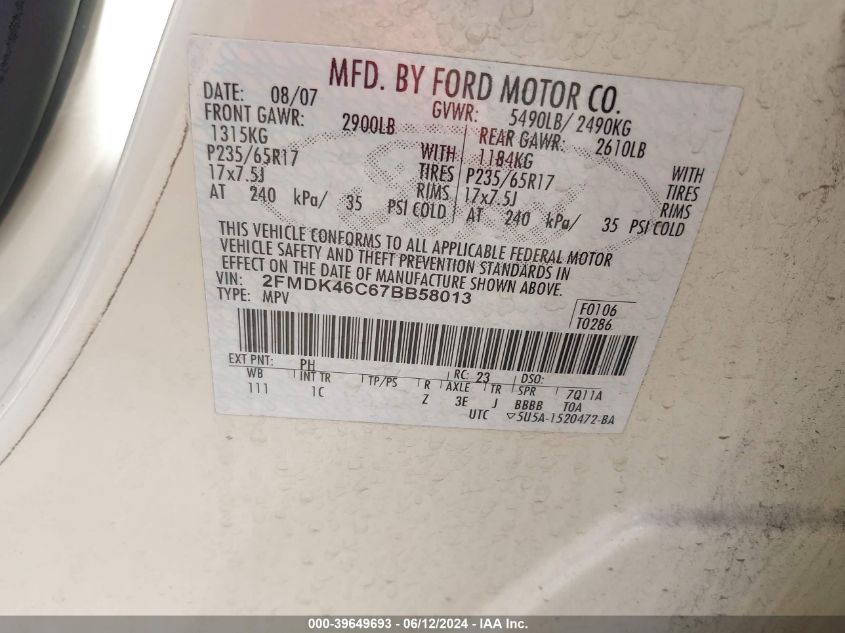 MFD. BY FORD MOTOR CO.
DATE: 08/07 GVWR: 5490LB/ 2490KG
FRONT GAWR: 2900LB REAR GAWR: 2610LB
1315KG WITH 1184KG WITH
P235/65R17 TIRES P235/65R17 TIRES
17x7.5J RIMS 17x7.5J RIMS
AT 240 kPa/ 35 PSI COLD AT 240 kPa/ 35 PSI COLD
THIS VEHICLE CONFORMS TO ALL APPLICABLE FEDERAL MOTOR
VEHICLE SAFETY AND THEFT PREVENTION STANDARDS IN
EFFECT ON THE DATE OF MANUFACTURE SHOWN ABOVE.
VIN: 2FMDK46C67BB58013
TYPE: MPV
F0106
T0286
EXT PNT: PH RC: 23 DSO:
WB INT TR TP/PS R AXLE TR SPR 7Q11A
111 1C Z 3E J BBBB TOA
UTC ▽5U5A-1520472-BA
000-39649693 - 06/12/2024 - IAA Inc.